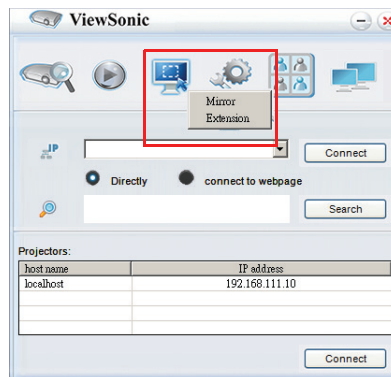 ViewSonic
Mirror
Extension
IP
Connect
Directly connect to webpage
Search
Projectors:
host name IP address
localhost 192.168.111.10
Connect